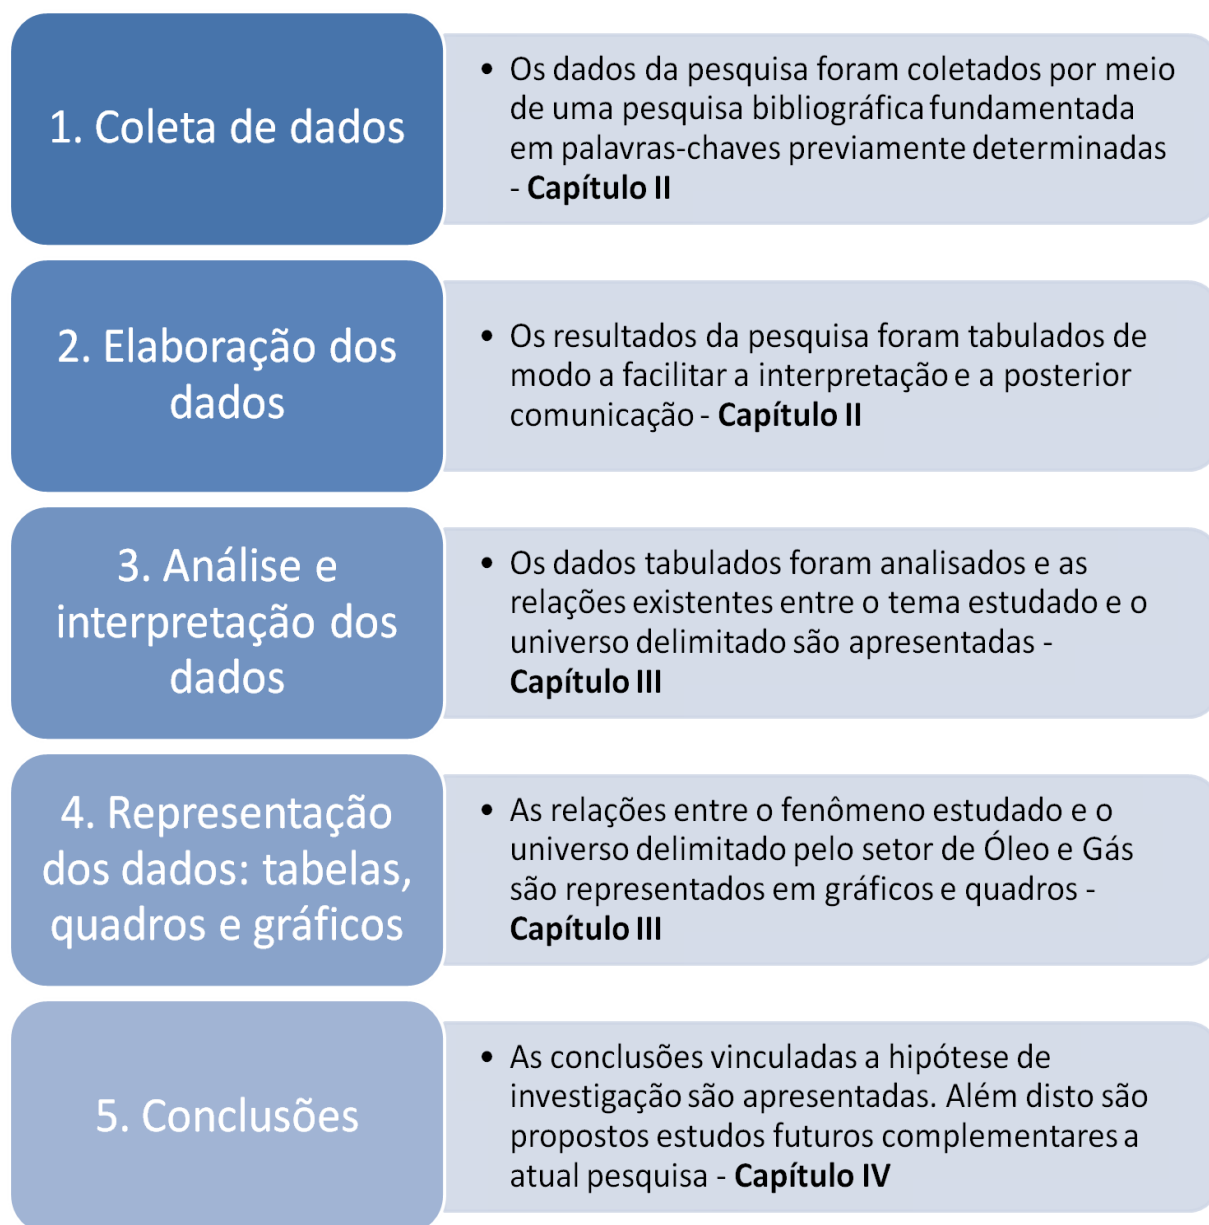 1. Coleta de dados
• Os dados da pesquisa foram coletados por meio
de uma pesquisa bibliográfica fundamentada
em palavras-chaves previamente determinadas
- Capítulo II
2. Elaboração dos
dados
• Os resultados da pesquisa foram tabulados de
modo a facilitar a interpretação e a posterior
comunicação - Capítulo II
3. Análise e
interpretação dos
dados
• Os dados tabulados foram analisados e as
relações existentes entre o tema estudado e o
universo delimitado são apresentadas -
Capítulo III
4. Representação
dos dados: tabelas,
quadros e gráficos
• As relações entre o fenômeno estudado e o
universo delimitado pelo setor de Óleo e Gás
são representados em gráficos e quadros -
Capítulo III
5. Conclusões
• As conclusões vinculadas a hipótese de
investigação são apresentadas. Além disto são
propostos estudos futuros complementares a
atual pesquisa - Capítulo IV